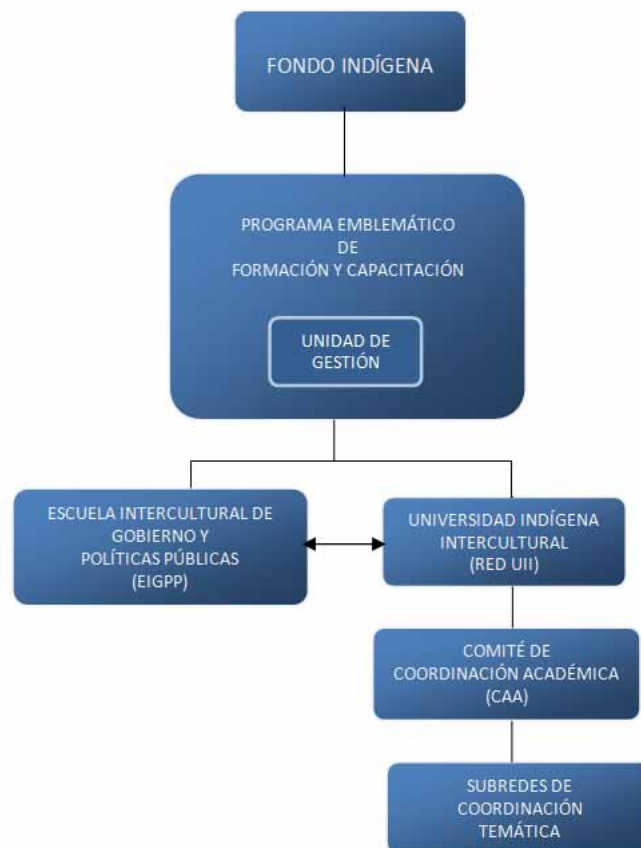 FONDO INDÍGENA
PROGRAMA EMBLEMÁTICO
DE
FORMACIÓN Y CAPACITACIÓN
UNIDAD DE
GESTIÓN
ESCUELA INTERCULTURAL DE
GOBIERNO Y
POLÍTICAS PÚBLICAS
(EIGPP)
UNIVERSIDAD INDÍGENA
INTERCULTURAL
(RED UII)
COMITÉ DE
COORDINACIÓN ACADÉMICA
(CAA)
SUBREDES DE
COORDINACIÓN
TEMÁTICA